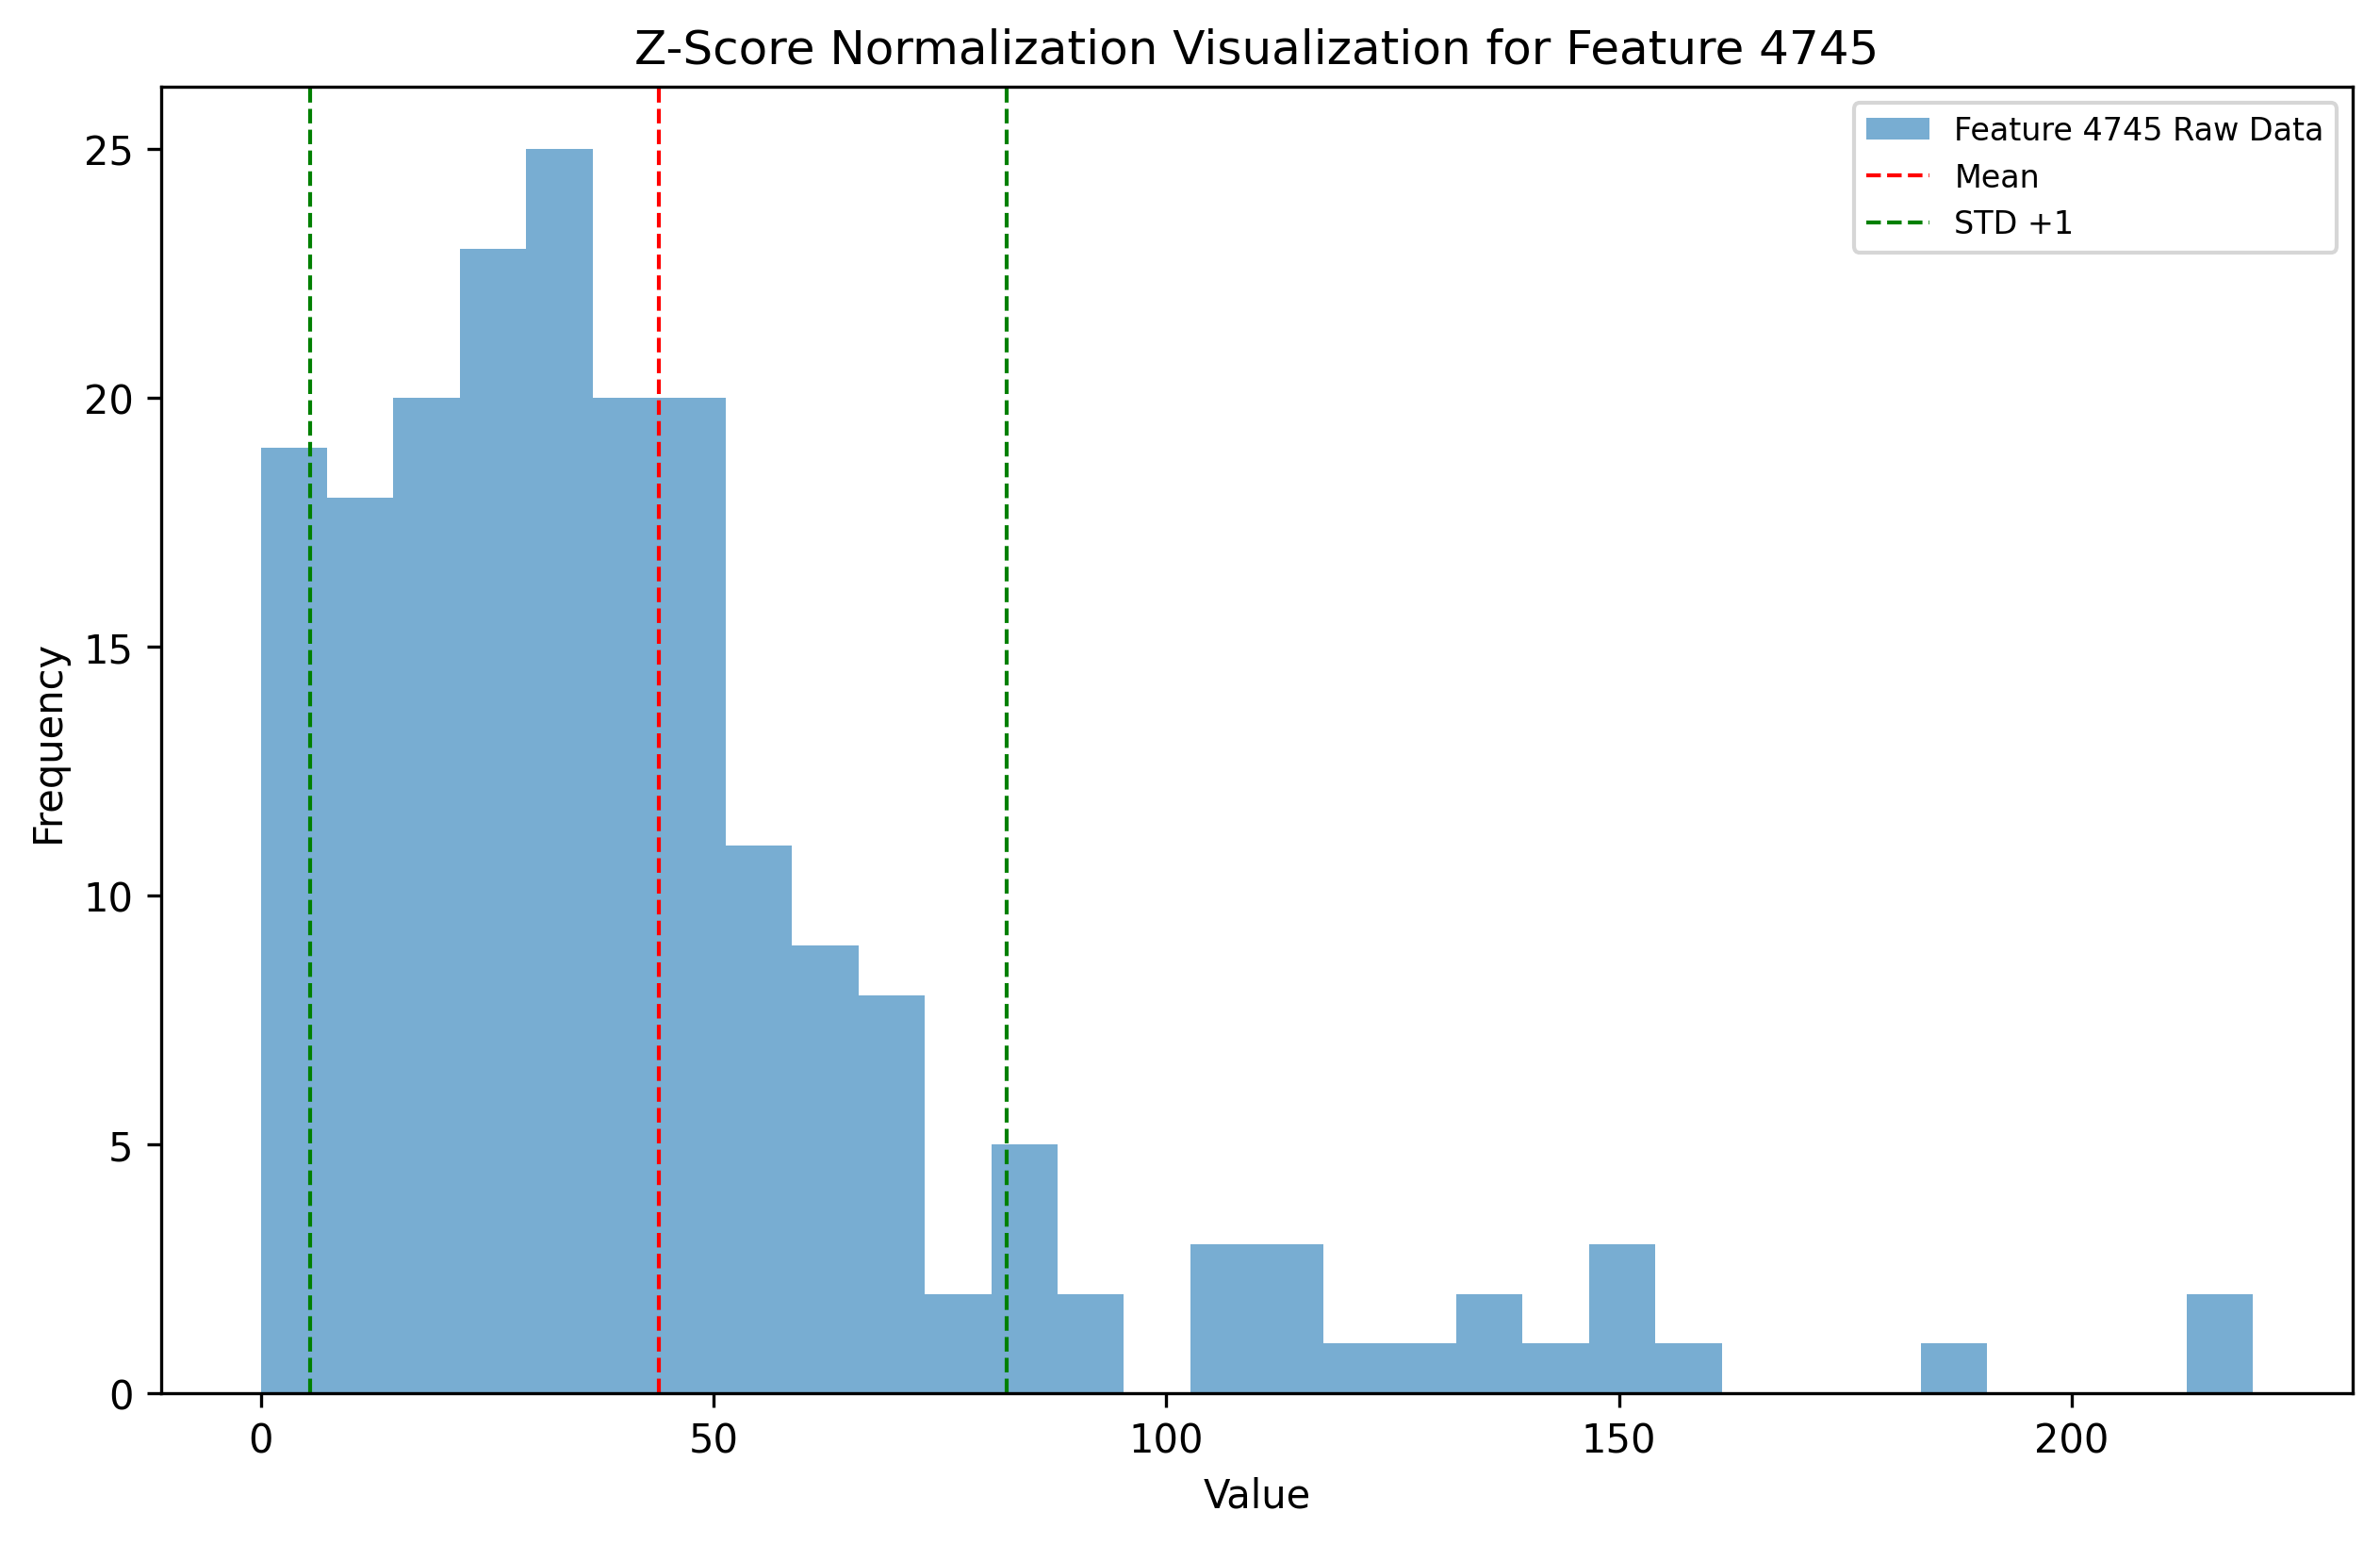 Z-Score Normalization Visualization for Feature 4745
Feature 4745 Raw Data
Mean
STD +1
Frequency
25
20
15
10
5
0
0 50 100 150 200
Value